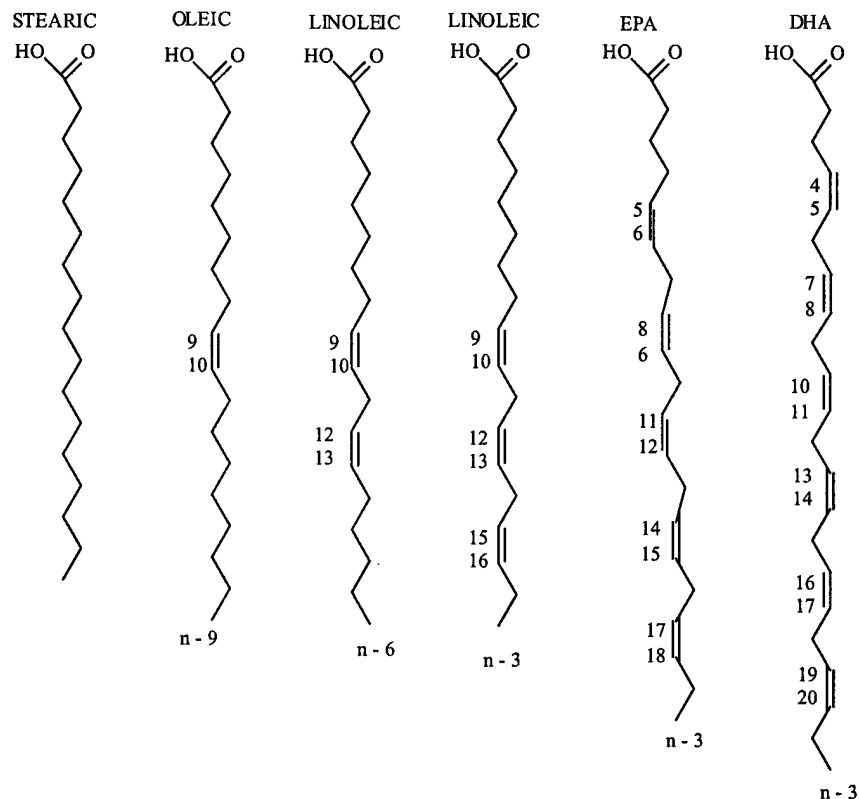 STEARIC
HO O
OLEIC
HO O
9
10
n - 9
LINOLEIC
HO O
9
10
12
13
n - 6
LINOLEIC
HO O
9
10
12
13
15
16
n - 3
EPA
HO O
5
6
8
6
11
12
14
15
17
18
n - 3
DHA
HO O
4
5
7
8
10
11
13
14
16
17
19
20
n - 3